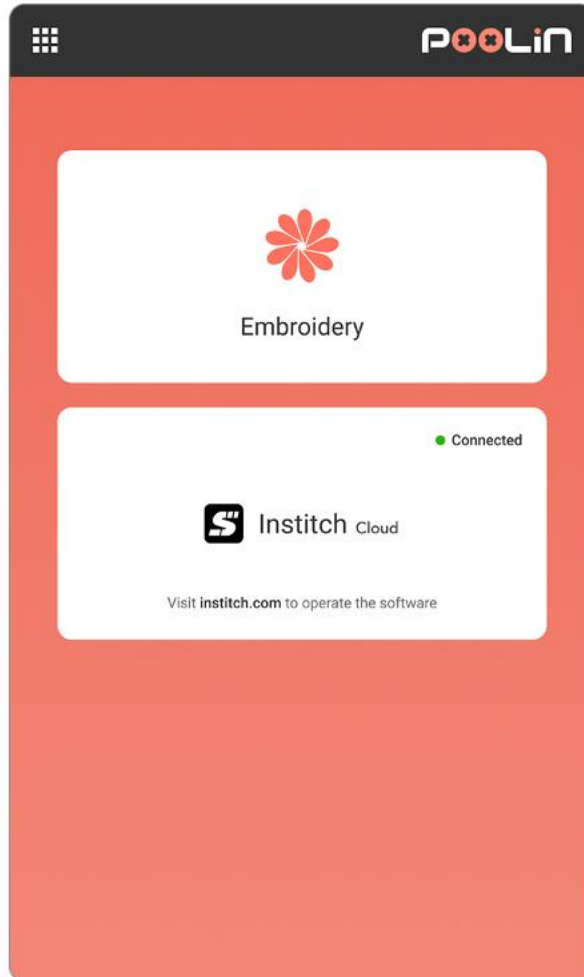 POOLiN
Embroidery
Connected
Institch Cloud
Visit institch.com to operate the software